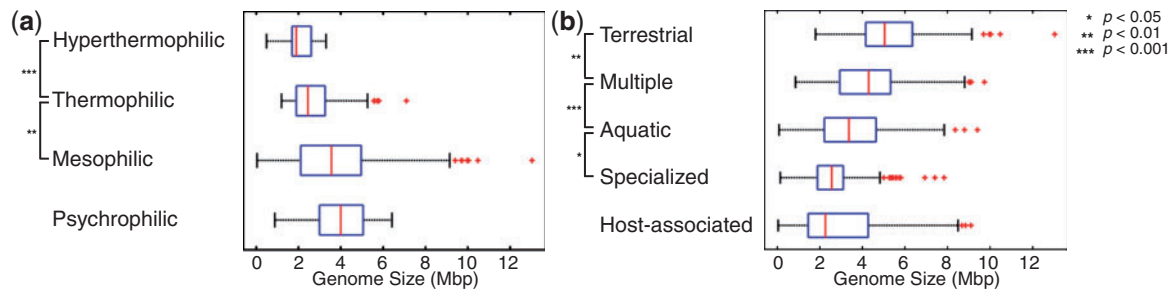 (a)
Hyperthermophilic
***
Thermophilic
**
Mesophilic
Psychrophilic
0 2 4 6 8 10 12
Genome Size (Mbp)
(b)
Terrestrial
**
Multiple
***
Aquatic
*
Specialized
Host-associated
0 2 4 6 8 10 12
Genome Size (Mbp)
* p < 0.05
** p < 0.01
*** p < 0.001